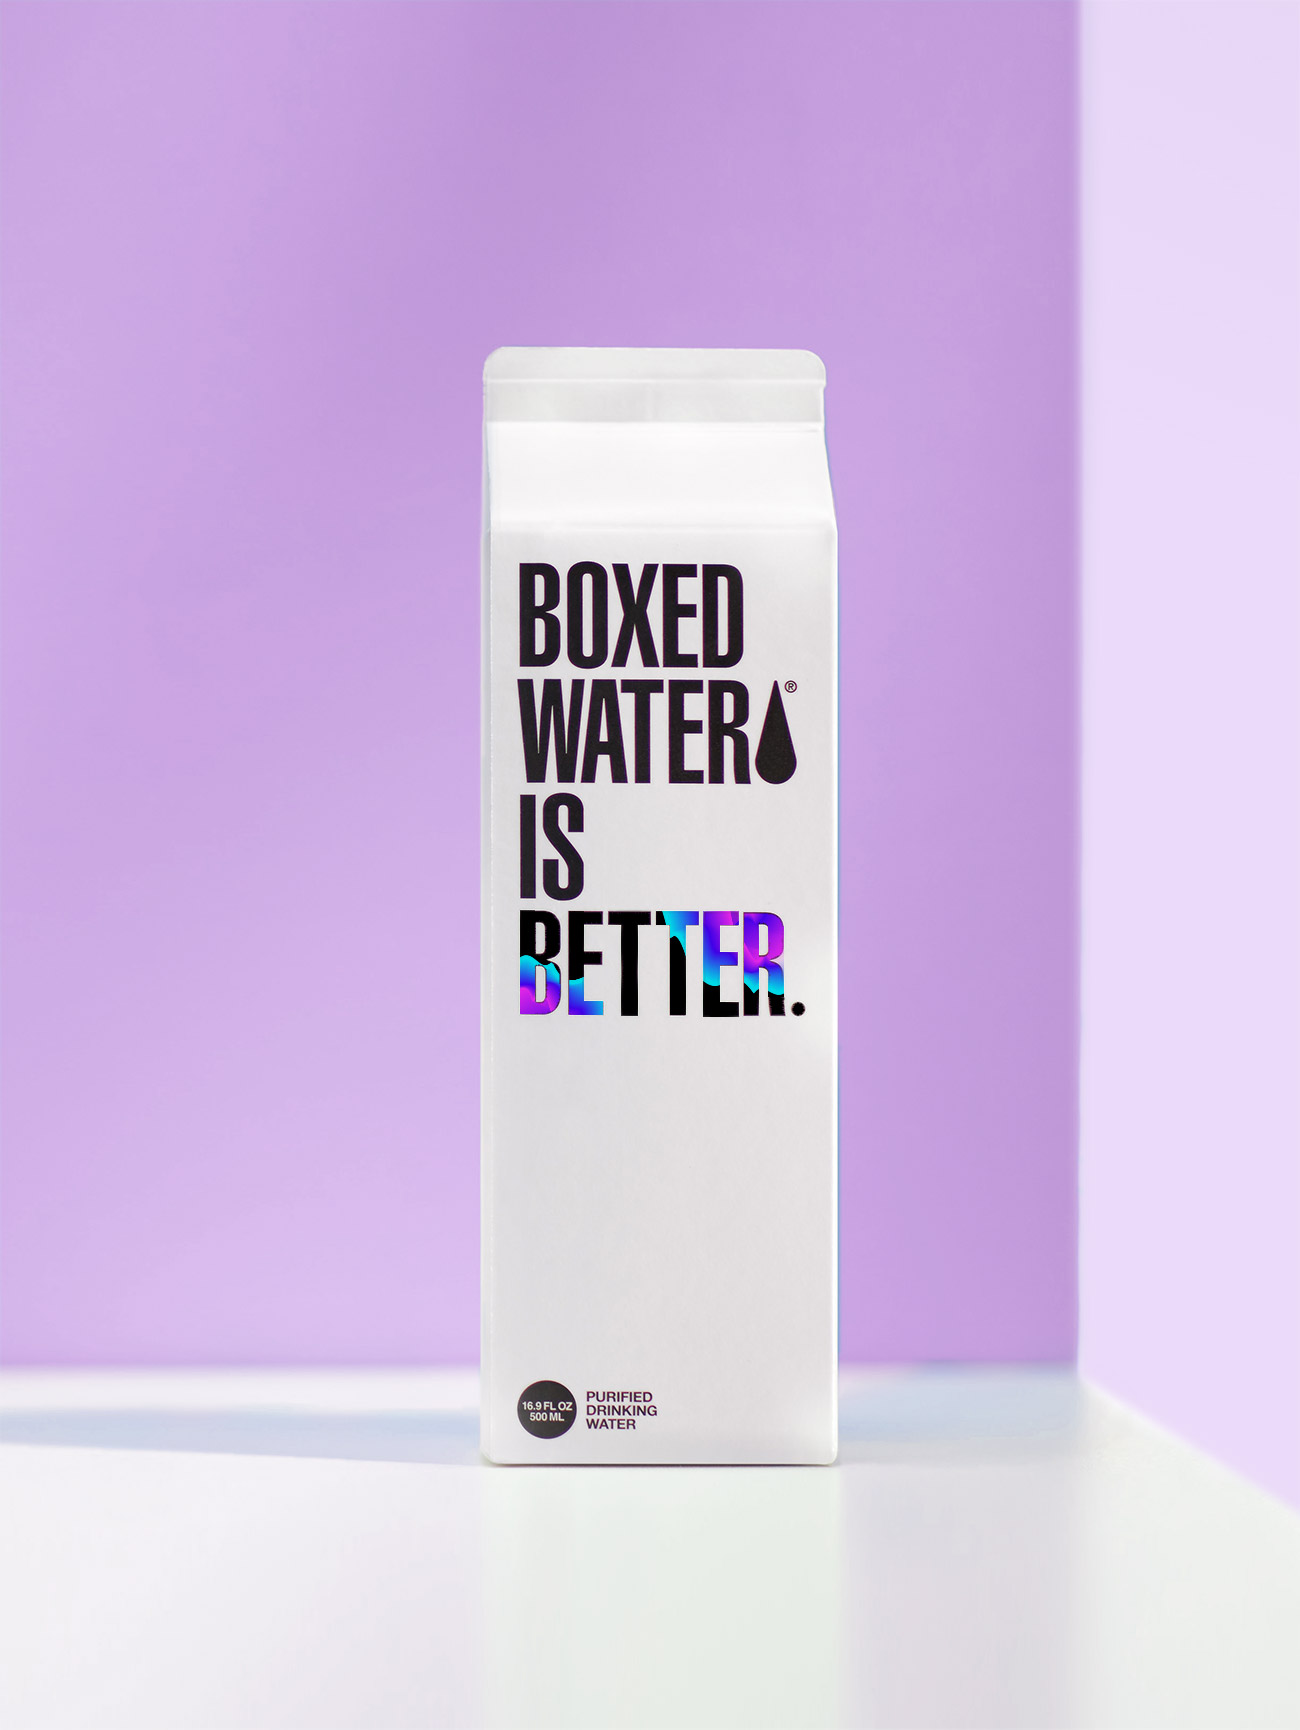 BOXED
WATER®
IS
BETTER.
16.9 FL OZ
500 ML
PURIFIED
DRINKING
WATER